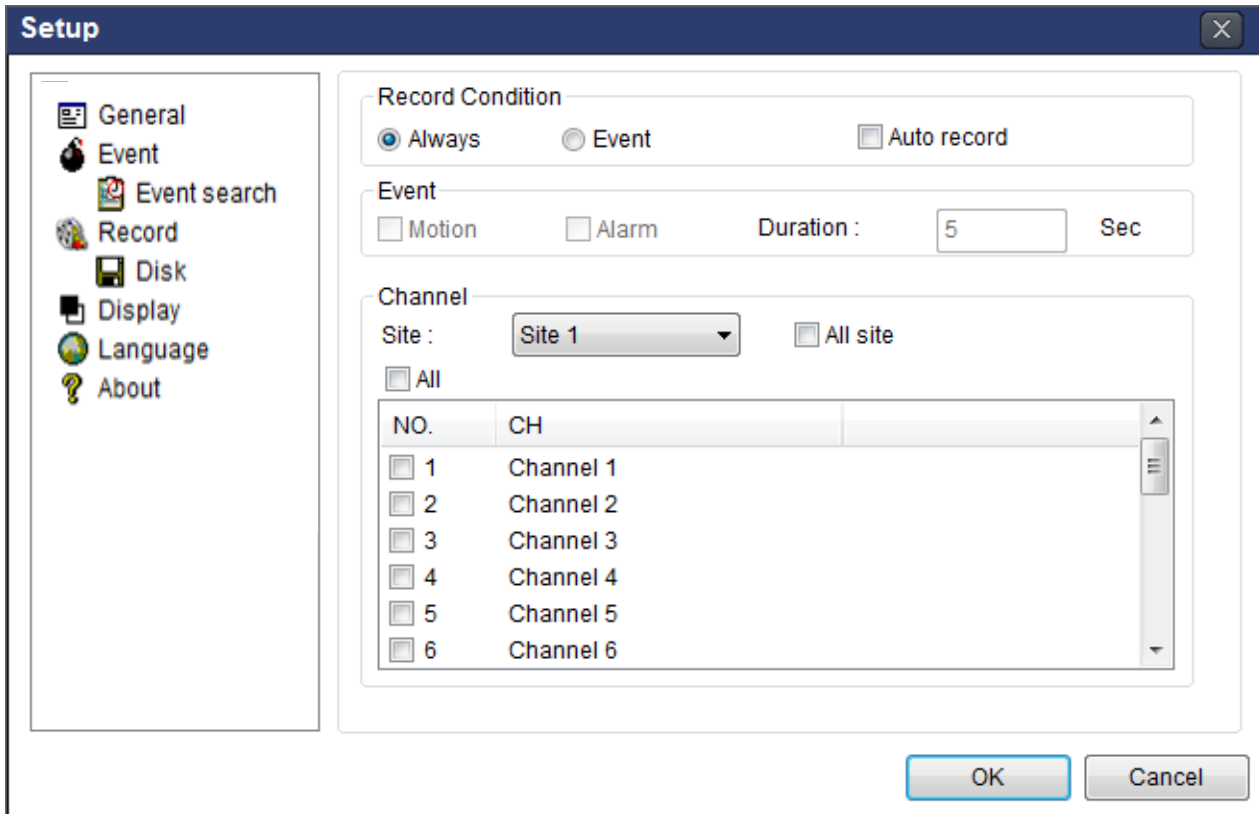 Setup
General
Event
Event search
Record
Disk
Display
Language
About
Record Condition
Always Event Auto record
Event
Motion Alarm Duration : 5 Sec
Channel
Site : Site 1 All site
All
NO. CH
1 Channel 1
2 Channel 2
3 Channel 3
4 Channel 4
5 Channel 5
6 Channel 6
OK Cancel